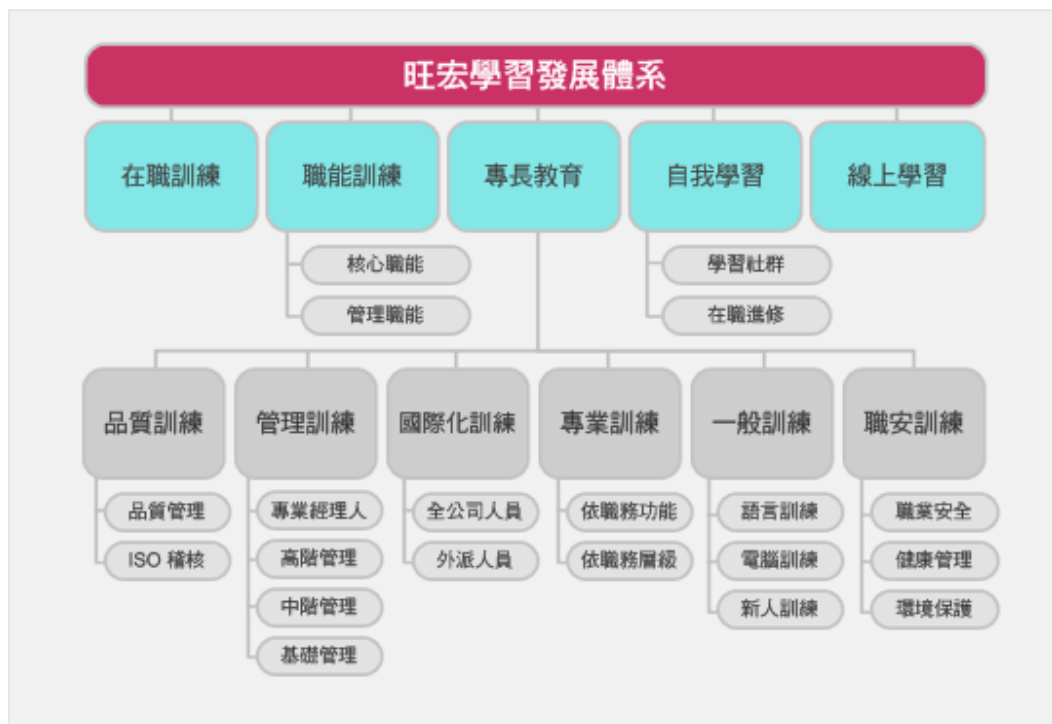 旺宏學習發展體系
在職訓練
職能訓練
專長教育
自我學習
線上學習
核心職能
管理職能
學習社群
在職進修
品質訓練
管理訓練
國際化訓練
專業訓練
一般訓練
職安訓練
品質管理
ISO 稽核
專業經理人
高階管理
中階管理
基礎管理
全公司人員
外派人員
依職務功能
依職務層級
語言訓練
電腦訓練
新人訓練
職業安全
健康管理
環境保護